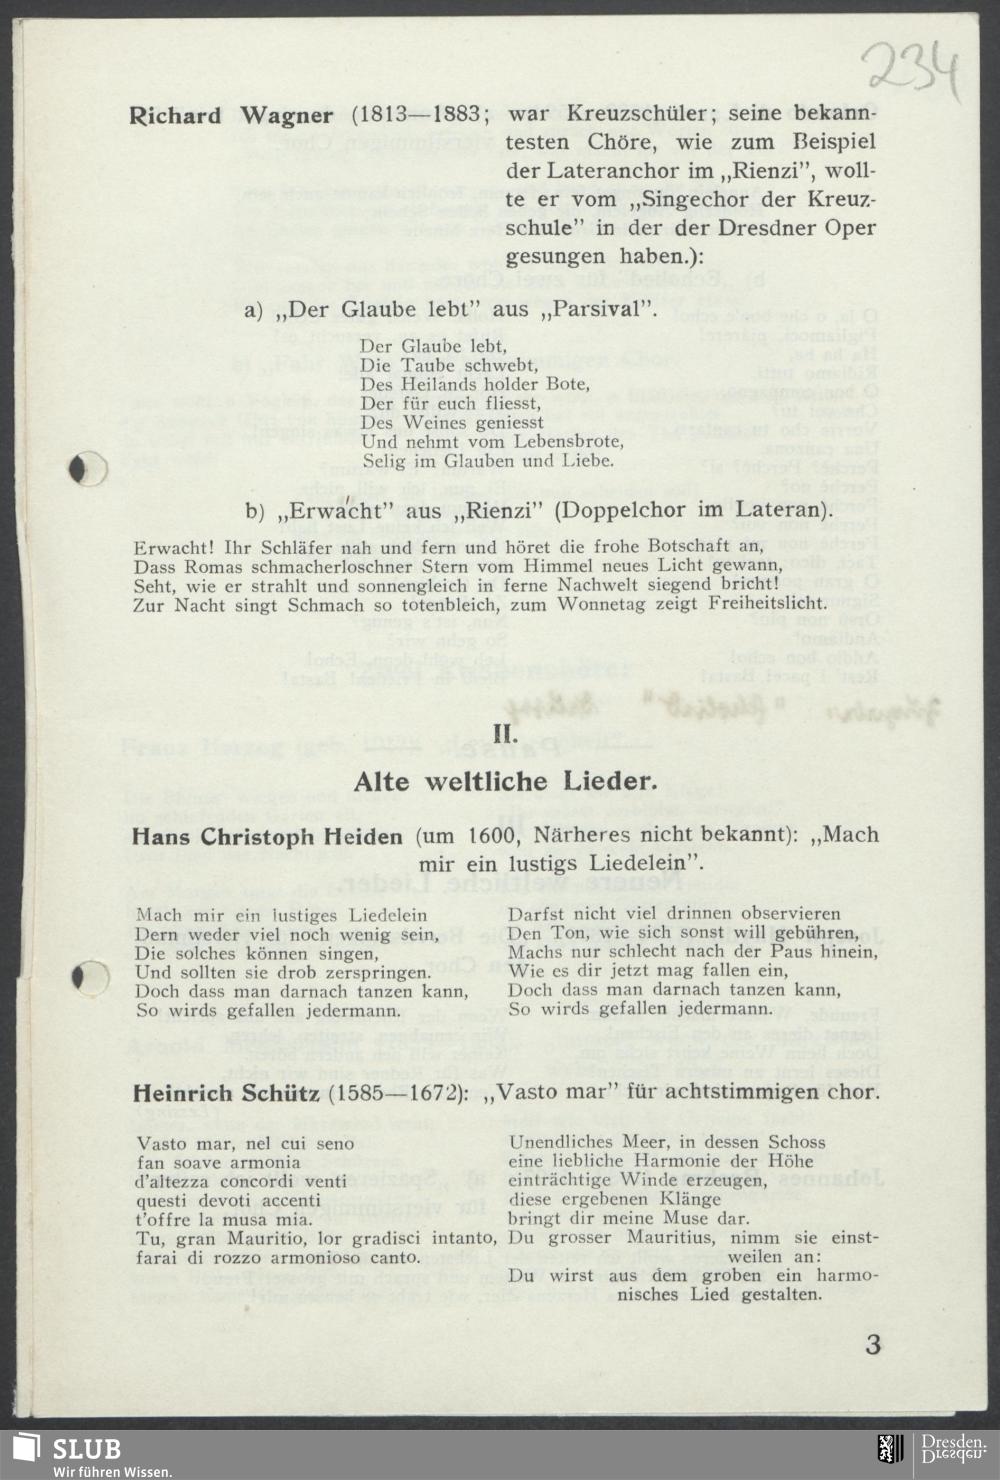 234
Richard Wagner (1813—1883; war Kreuzschüler; seine bekann-
testen Chöre, wie zum Beispiel
der Lateranchor im „Rienzi”, woll-
te er vom „Singechor der Kreuz-
schule” in der der Dresdner Oper
gesungen haben.):
a) „Der Glaube lebt” aus „Parsival”.
Der Glaube lebt,
Die Taube schwebt,
Des Heilands holder Bote,
Der für euch fliesst,
Des Weines geniesst
Und nehmt vom Lebensbrote,
Selig im Glauben und Liebe.
b) „Erwacht” aus „Rienzi” (Doppelchor im Lateran).
Erwacht! Ihr Schläfer nah und fern und höret die frohe Botschaft an,
Dass Romas schmacherloschner Stern vom Himmel neues Licht gewann,
Seht, wie er strahlt und sonnengleich in ferne Nachwelt siegend bricht!
Zur Nacht singt Schmach so totenbleich, zum Wonnetag zeigt Freiheitslicht.
II.
Alte weltliche Lieder.
Hans Christoph Heiden (um 1600, Närheres nicht bekannt): „Mach
mir ein lustigs Liedelein”.
Mach mir ein lustiges Liedelein
Dern weder viel noch wenig sein,
Die solches können singen,
Und sollten sie drob zerspringen.
Doch dass man darnach tanzen kann,
So wirds gefallen jedermann.
Darfst nicht viel drinnen observieren
Den Ton, wie sich sonst will gebühren,
Machs nur schlecht nach der Paus hinein,
Wie es dir jetzt mag fallen ein,
Doch dass man darnach tanzen kann,
So wirds gefallen jedermann.
Heinrich Schütz (1585—1672): „Vasto mar” für achtstimmigen chor.
Vasto mar, nel cui seno
fan soave armonia
d'altezza concordi venti
questi devoti accenti
t'offre la musa mia.
Tu, gran Mauritio, lor gradisci intanto,
farai di rozzo armonioso canto.
Unendliches Meer, in dessen Schoss
eine liebliche Harmonie der Höhe
einträchtige Winde erzeugen,
diese ergebenen Klänge
bringt dir meine Muse dar.
Du grosser Mauritius, nimm sie einst-
weilen an:
Du wirst aus dem groben ein harmo-
nisches Lied gestalten.
3
SLUB
Wir führen Wissen.
Dresden.
Dresden.